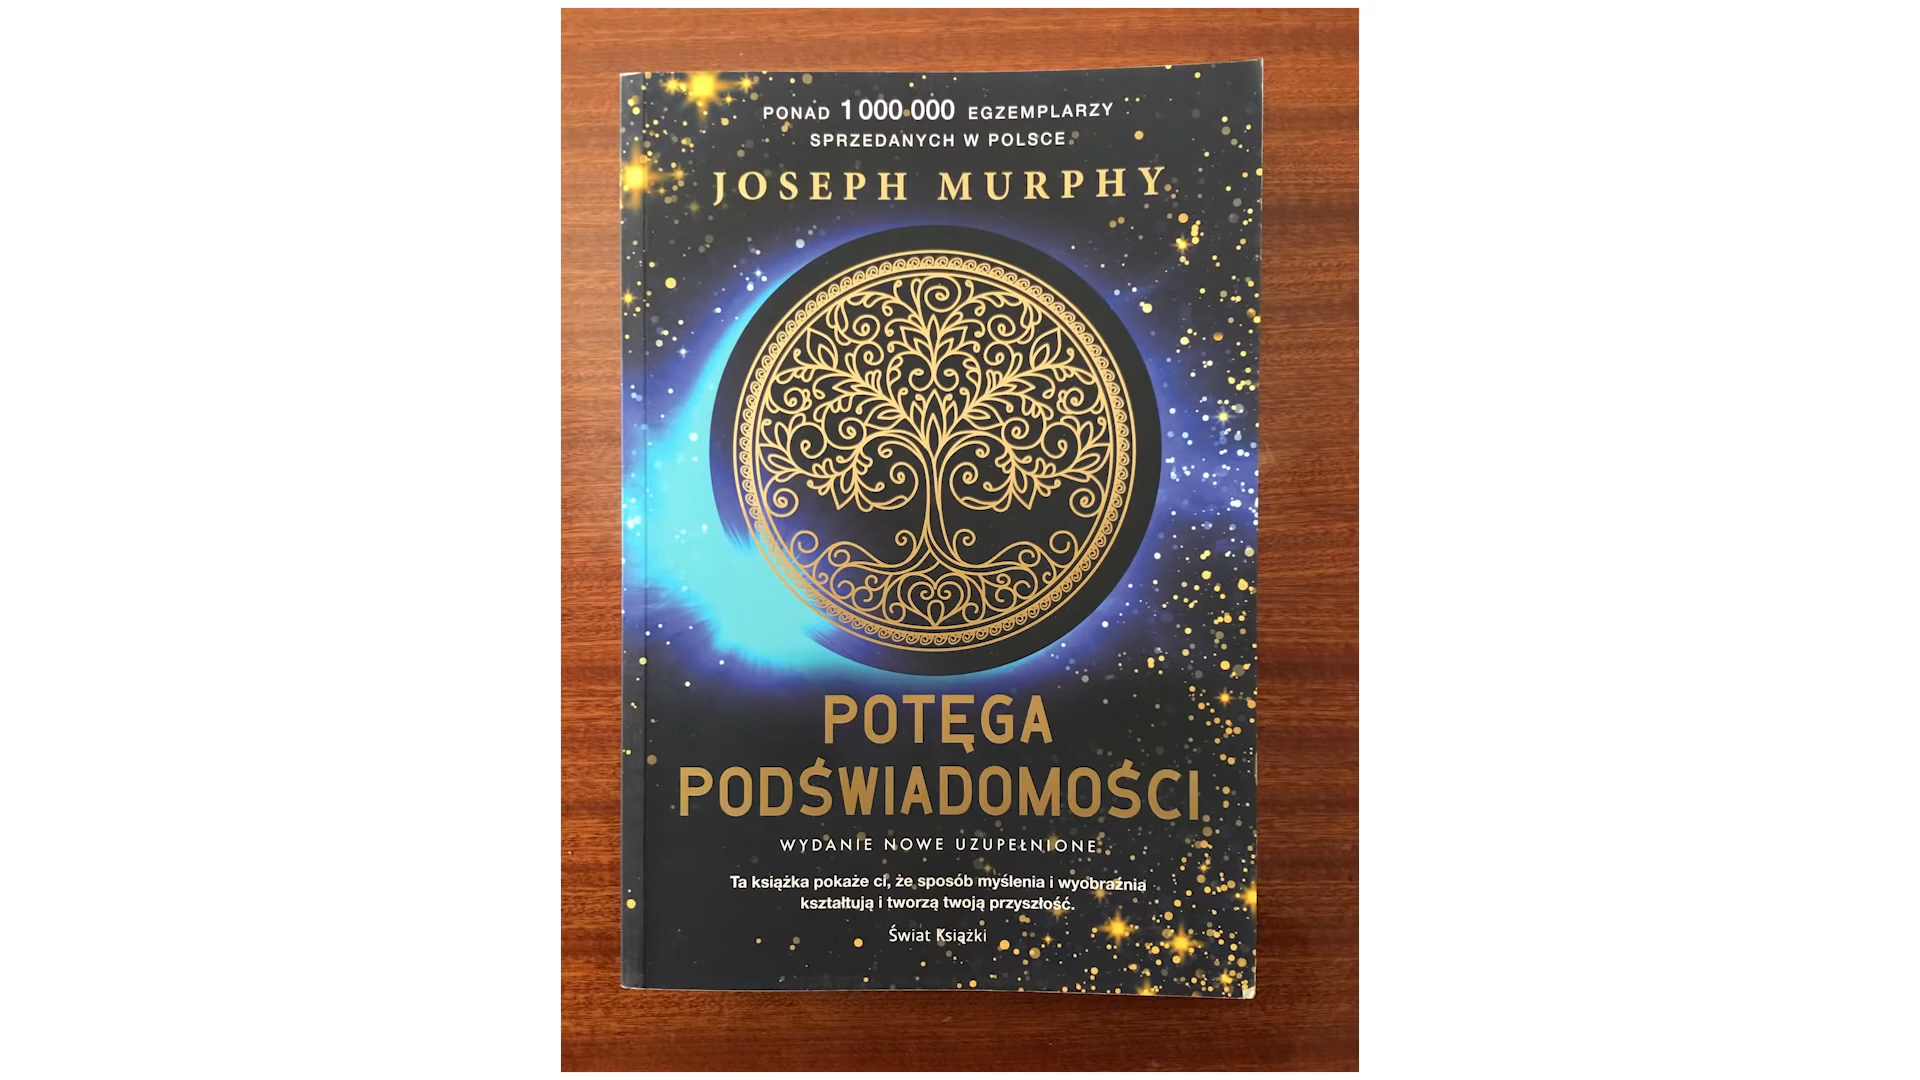 PONAD 1 000 000 EGZEMPLARZY
SPRZEDANYCH W POLSCE
JOSEPH MURPHY
POTĘGA
PODŚWIADOMOŚCI
WYDANIE NOWE UZUPEŁNIONE
Ta książka pokaże ci, że sposób myślenia i wyobraźnia
kształtują i tworzą twoją przyszłość.
Świat Książki